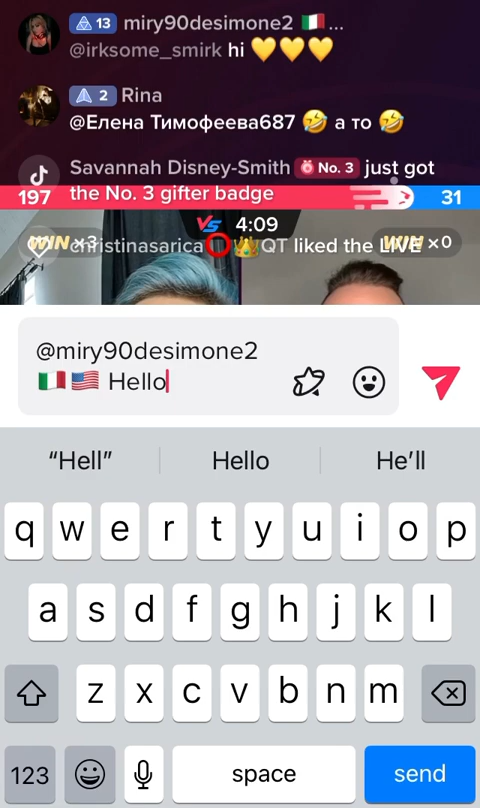 13 miry90desimone2 🇮🇹...
@irksome_smirk hi 💛💛💛
2 Rina
@Елена Тимофеева687 🤣 а то 🤣
Savannah Disney-Smith No. 3 just got
the No. 3 gifter badge
197
31
VS 4:09
WIN ×3
christinasarica⭕👑QT liked the LIVE
WIN ×0
@miry90desimone2
🇮🇹🇺🇸 Hello
“Hell” Hello He’ll
q w e r t y u i o p
a s d f g h j k l
z x c v b n m
123 space send